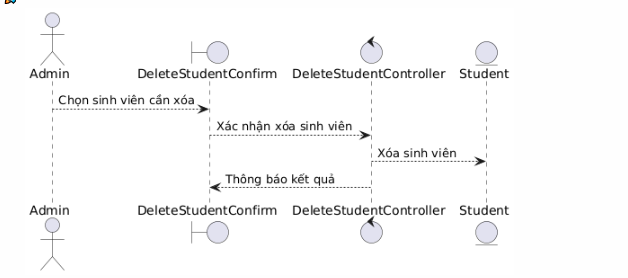 Admin DeleteStudentConfirm DeleteStudentController Student
Chọn sinh viên cần xóa
Xác nhận xóa sinh viên
Xóa sinh viên
Thông báo kết quả
Admin DeleteStudentConfirm DeleteStudentController Student